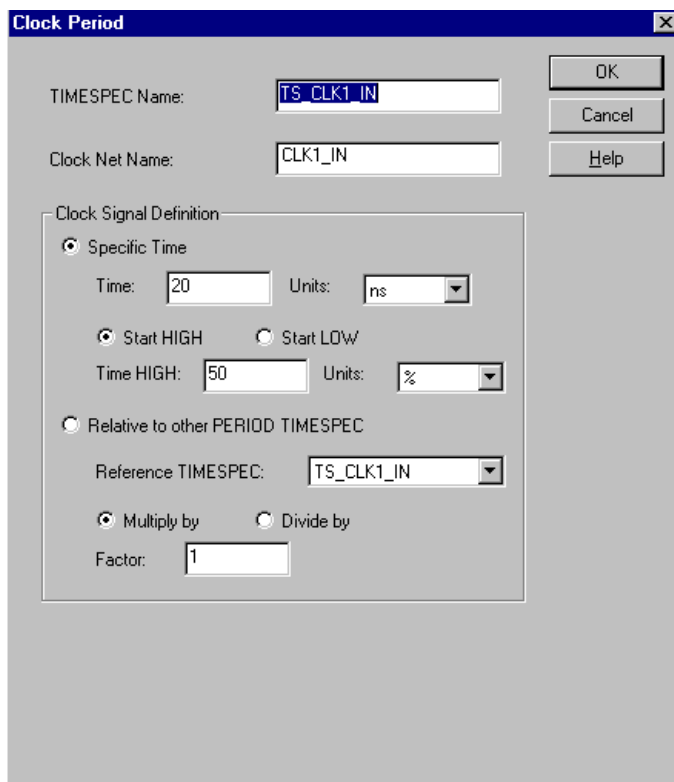 Clock Period
TIMESPEC Name: TS_CLK1_IN
OK
Cancel
Clock Net Name: CLK1_IN
Help
Clock Signal Definition
Specific Time
Time: 20 Units: ns
Start HIGH Start LOW
Time HIGH: 50 Units: %
Relative to other PERIOD TIMESPEC
Reference TIMESPEC: TS_CLK1_IN
Multiply by Divide by
Factor: 1